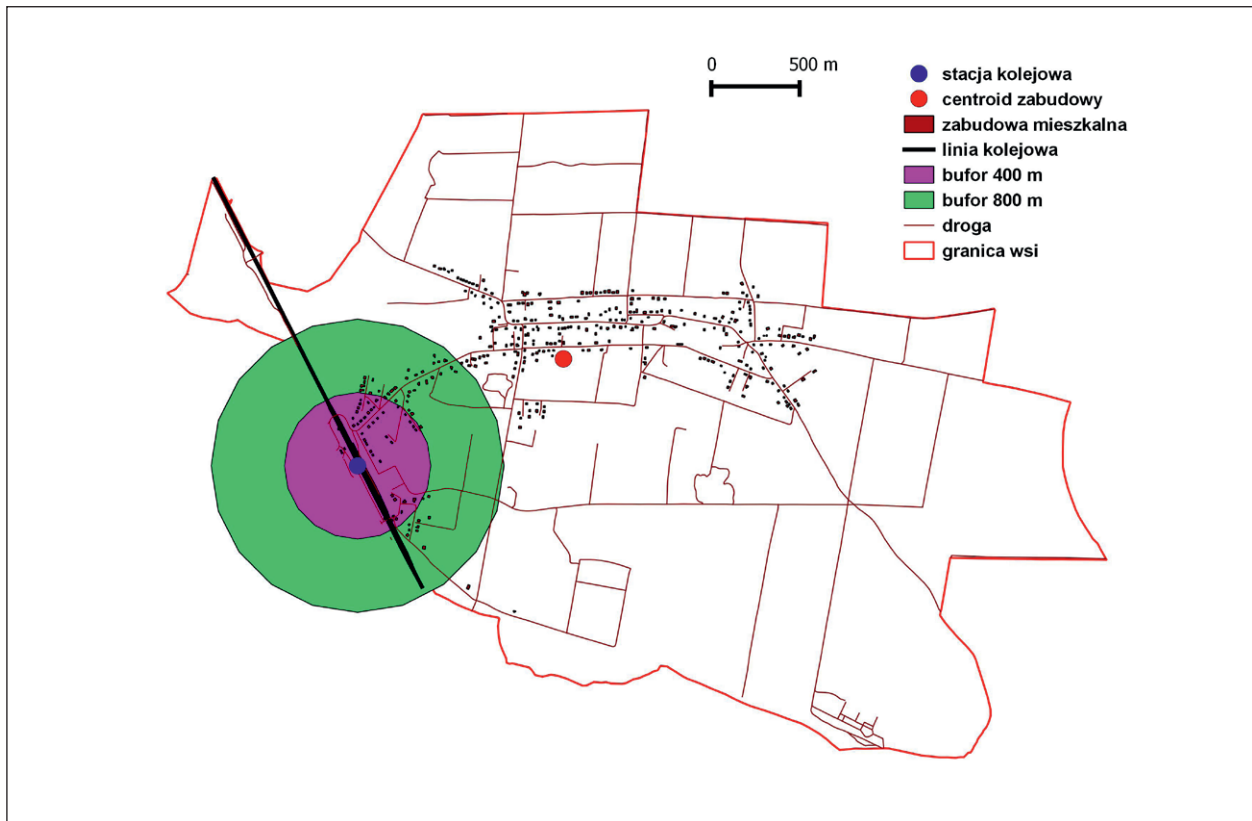 0 500 m
stacja kolejowa
centroid zabudowy
zabudowa mieszkalna
linia kolejowa
bufor 400 m
bufor 800 m
droga
granica wsi